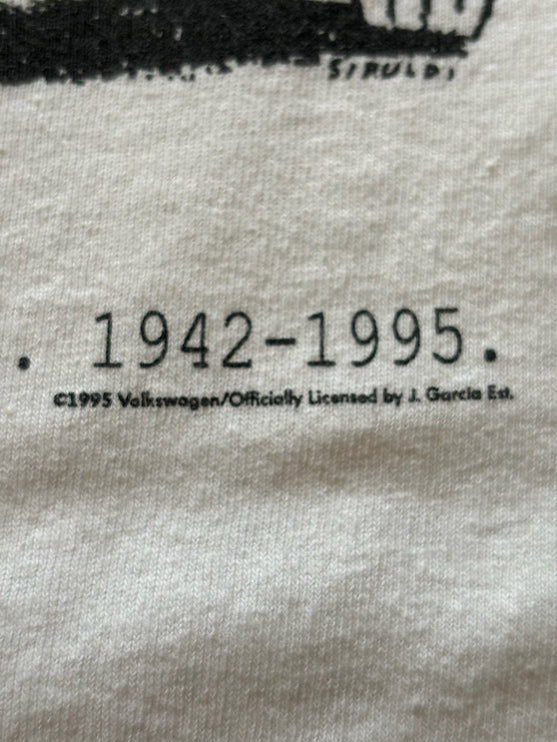 SIRULDI
. 1942-1995.
©1995 Volkswagen/Officially Licensed by J. Garcia Est.